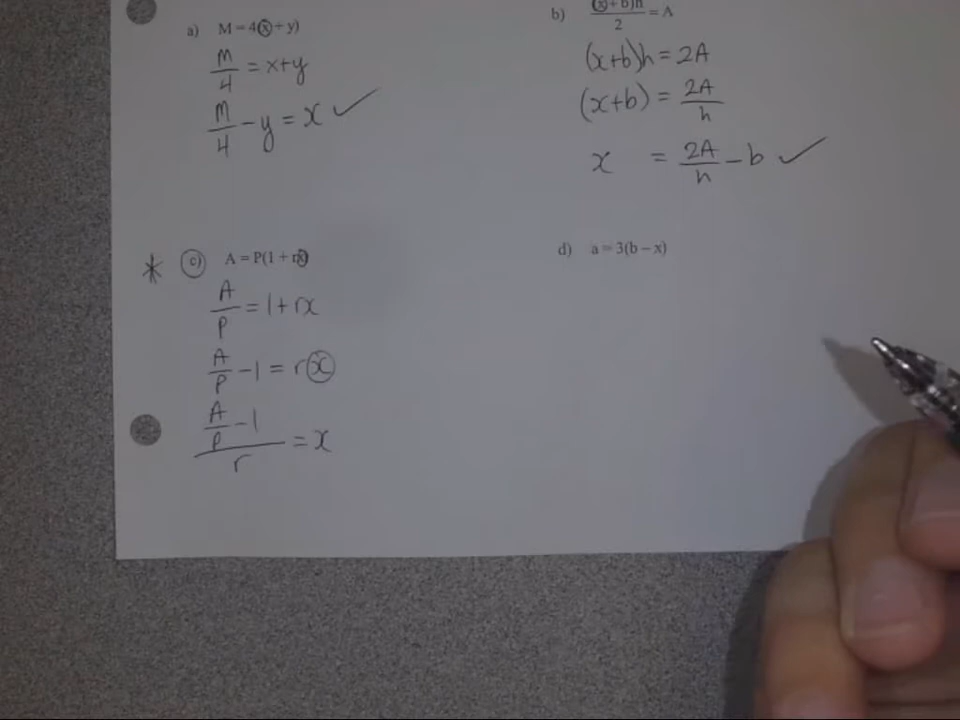 a) M = 4(x + y)
M/4 = x+y
M/4 - y = x ✓
b) (x + b)h / 2 = A
(x+b)h = 2A
(x+b) = 2A/h
x = 2A/h - b ✓
* c) A = P(1 + rx)
A/P = 1 + rx
A/P - 1 = rx
(A/P - 1)/r = x
d) a = 3(b – x)